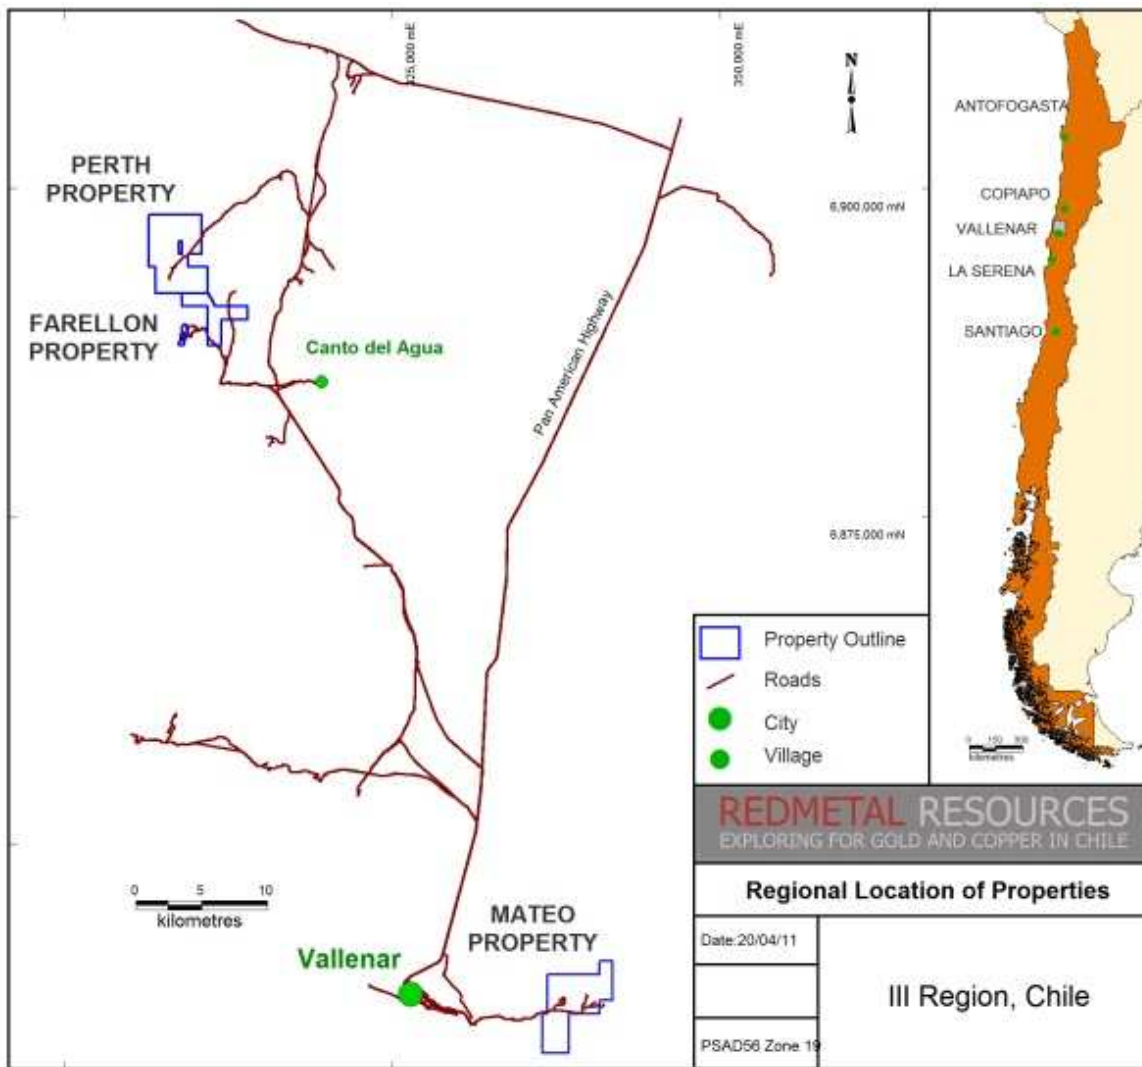 25,000 mE
350,000 mE
N
PERTH
PROPERTY
6,900,000 mN
FARELLON
PROPERTY
Canto del Agua
Pan American Highway
6,875,000 mN
0 5 10
kilometres
MATEO
PROPERTY
Vallenar
ANTOFOGASTA
COPIAPO
VALLENAR
LA SERENA
SANTIAGO
kilometres
Property Outline
Roads
City
Village
REDMETAL RESOURCES
EXPLORING FOR GOLD AND COPPER IN CHILE
Regional Location of Properties
Date:20/04/11
III Region, Chile
PSAD56 Zone 19